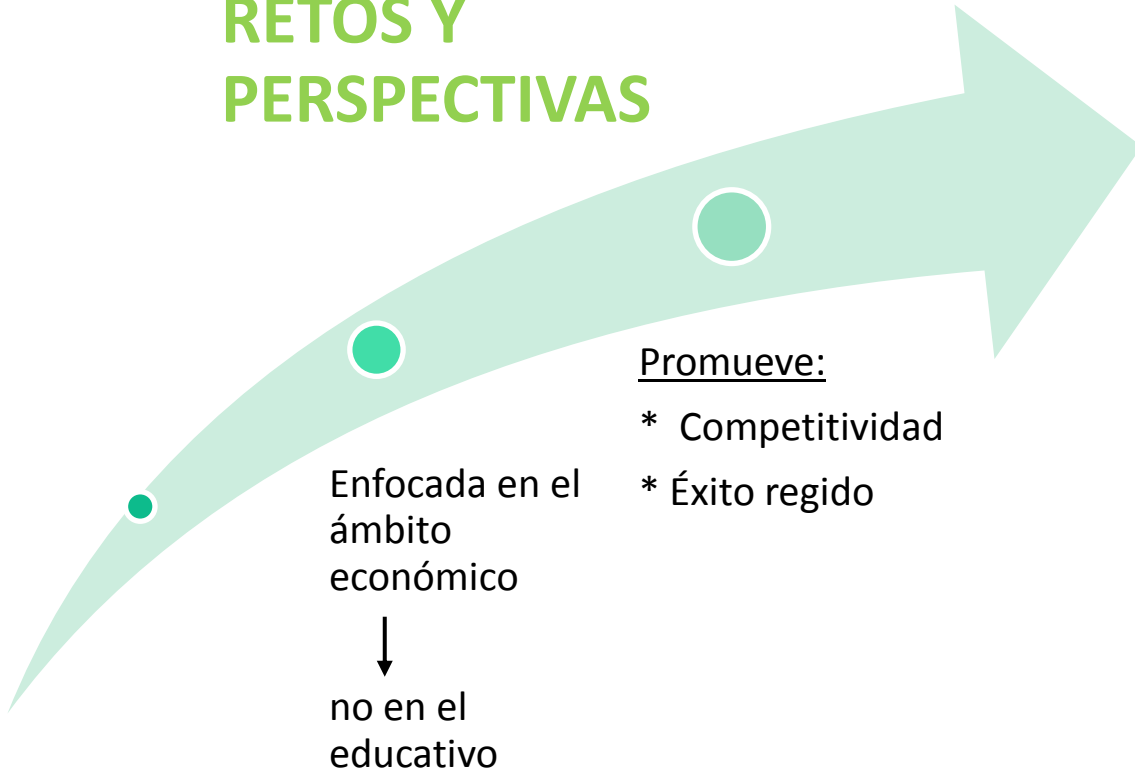 RETOS Y
PERSPECTIVAS
Enfocada en el
ámbito
económico
no en el
educativo
Promueve:
* Competitividad
* Éxito regido